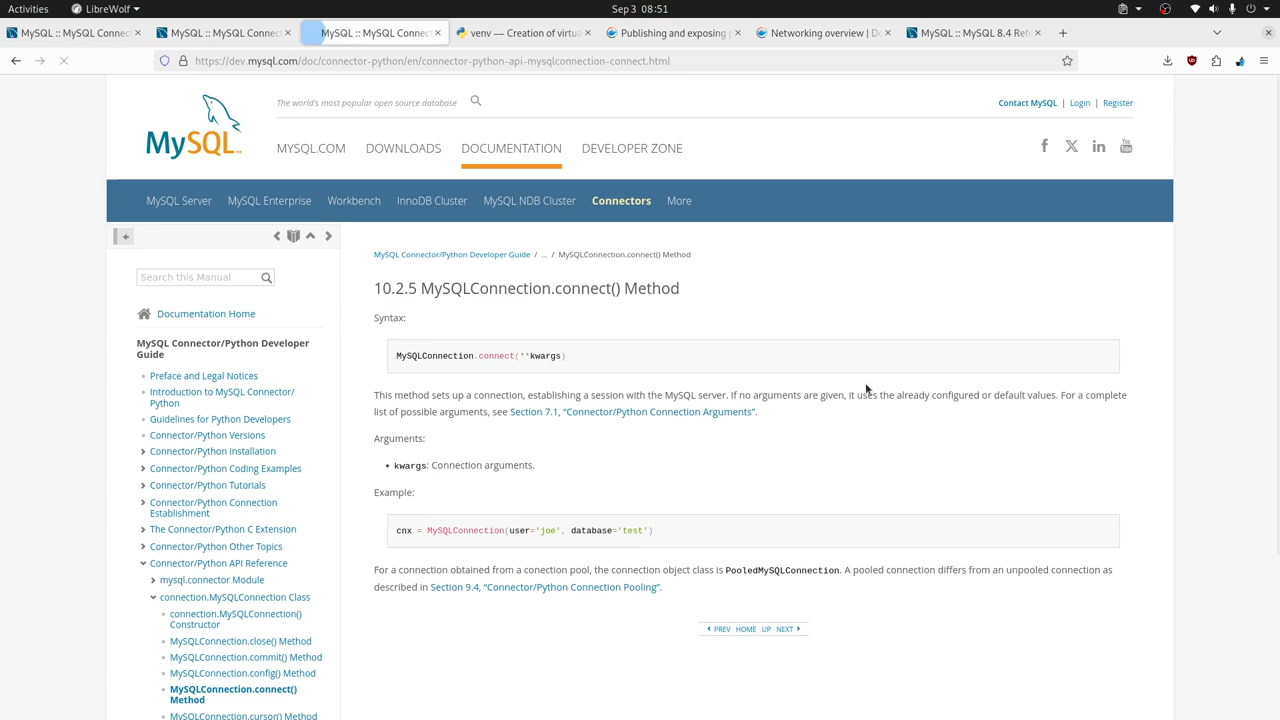 Activities
LibreWolf
Sep 3 08:51
MySQL :: MySQL Connect
MySQL :: MySQL Connect
MySQL :: MySQL Connect
venv — Creation of virtua
Publishing and exposing p
Networking overview | Do
MySQL :: MySQL 8.4 Refe
https://dev.mysql.com/doc/connector-python/en/connector-python-api-mysqlconnection-connect.html
MySQL
The world's most popular open source database
Contact MySQL | Login | Register
MYSQL.COM DOWNLOADS DOCUMENTATION DEVELOPER ZONE
MySQL Server MySQL Enterprise Workbench InnoDB Cluster MySQL NDB Cluster Connectors More
Search this Manual
Documentation Home
MySQL Connector/Python Developer
Guide
Preface and Legal Notices
Introduction to MySQL Connector/
Python
Guidelines for Python Developers
Connector/Python Versions
Connector/Python Installation
Connector/Python Coding Examples
Connector/Python Tutorials
Connector/Python Connection
Establishment
The Connector/Python C Extension
Connector/Python Other Topics
Connector/Python API Reference
mysql.connector Module
connection.MySQLConnection Class
connection.MySQLConnection()
Constructor
MySQLConnection.close() Method
MySQLConnection.commit() Method
MySQLConnection.config() Method
MySQLConnection.connect()
Method
MySQLConnection.cursor() Method
MySQL Connector/Python Developer Guide / ... / MySQLConnection.connect() Method
10.2.5 MySQLConnection.connect() Method
Syntax:
MySQLConnection.connect(**kwargs)
This method sets up a connection, establishing a session with the MySQL server. If no arguments are given, it uses the already configured or default values. For a complete
list of possible arguments, see Section 7.1, “Connector/Python Connection Arguments”.
Arguments:
• kwargs: Connection arguments.
Example:
cnx = MySQLConnection(user='joe', database='test')
For a connection obtained from a conection pool, the connection object class is PooledMySQLConnection. A pooled connection differs from an unpooled connection as
described in Section 9.4, “Connector/Python Connection Pooling”.
PREV HOME UP NEXT